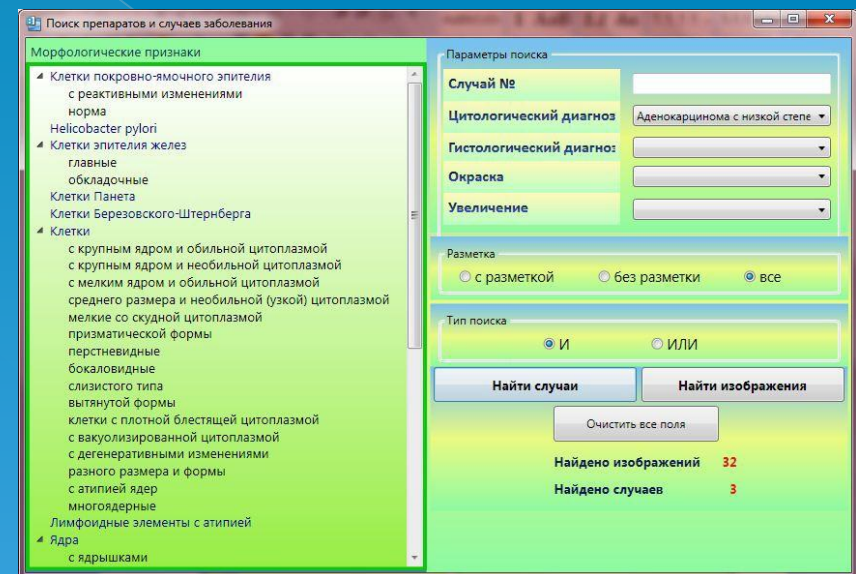 Поиск препаратов и случаев заболевания
Морфологические признаки
Клетки покровно-ямочного эпителия
с реактивными изменениями
норма
Helicobacter pylori
Клетки эпителия желез
главные
обкладочные
Клетки Панета
Клетки Березовского-Штернберга
Клетки
с крупным ядром и обильной цитоплазмой
с крупным ядром и необильной цитоплазмой
с мелким ядром и обильной цитоплазмой
среднего размера и необильной (узкой) цитоплазмой
мелкие со скудной цитоплазмой
призматической формы
перстневидные
бокаловидные
слизистого типа
вытянутой формы
клетки с плотной блестящей цитоплазмой
с вакуолизированной цитоплазмой
с дегенеративными изменениями
разного размера и формы
с атипией ядер
многоядерные
Лимфоидные элементы с атипией
Ядра
с ядрышками
Параметры поиска
Случай №
Цитологический диагноз Аденокарцинома с низкой степе
Гистологический диагноз
Окраска
Увеличение
Разметка
с разметкой без разметки все
Тип поиска
И ИЛИ
Найти случаи Найти изображения
Очистить все поля
Найдено изображений 32
Найдено случаев 3